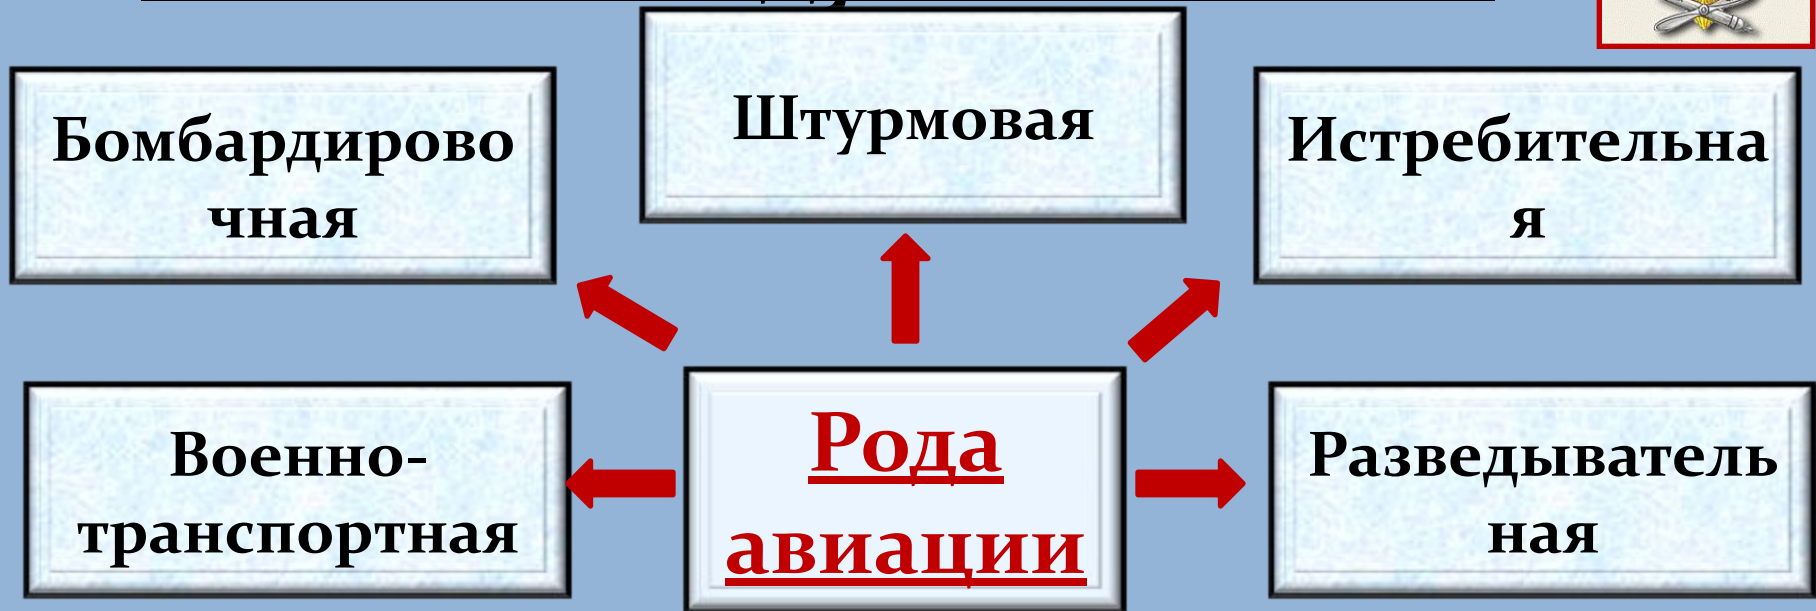 Штурмовая
Бомбардирово
чная
Истребительна
я
Военно-
транспортная
Рода
авиации
Разведыватель
ная